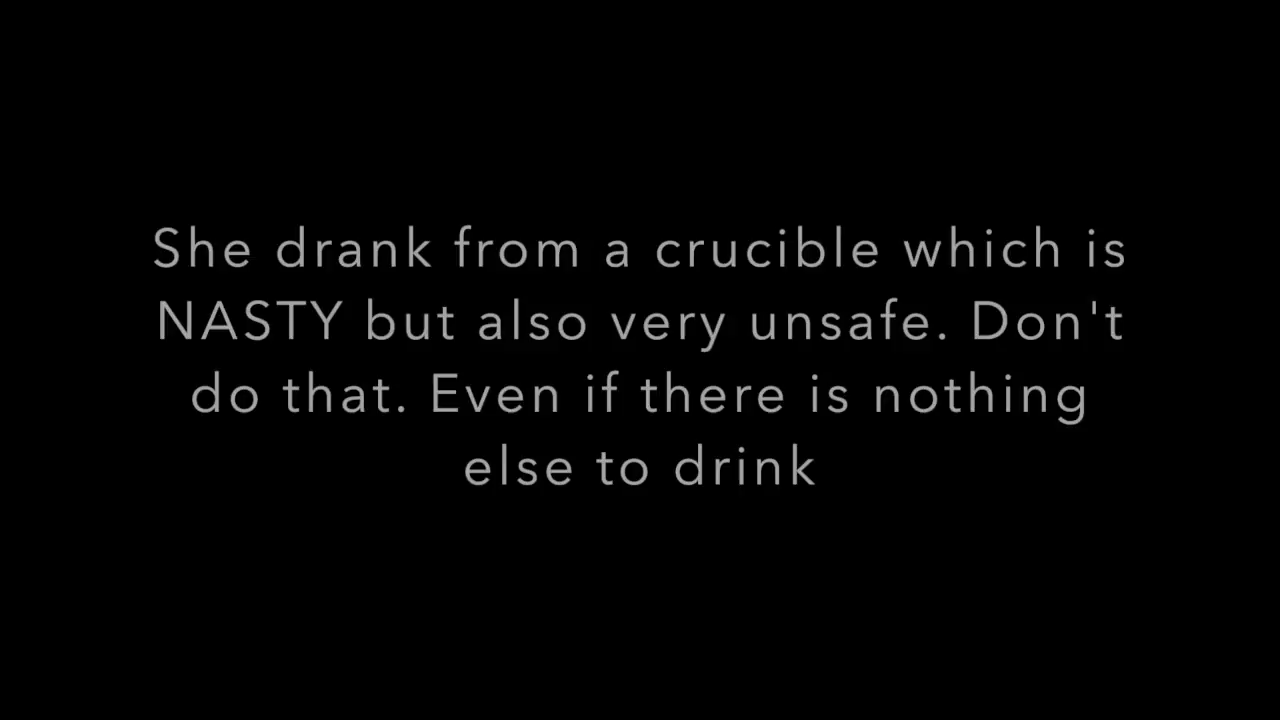 She drank from a crucible which is
NASTY but also very unsafe. Don't
do that. Even if there is nothing
else to drink